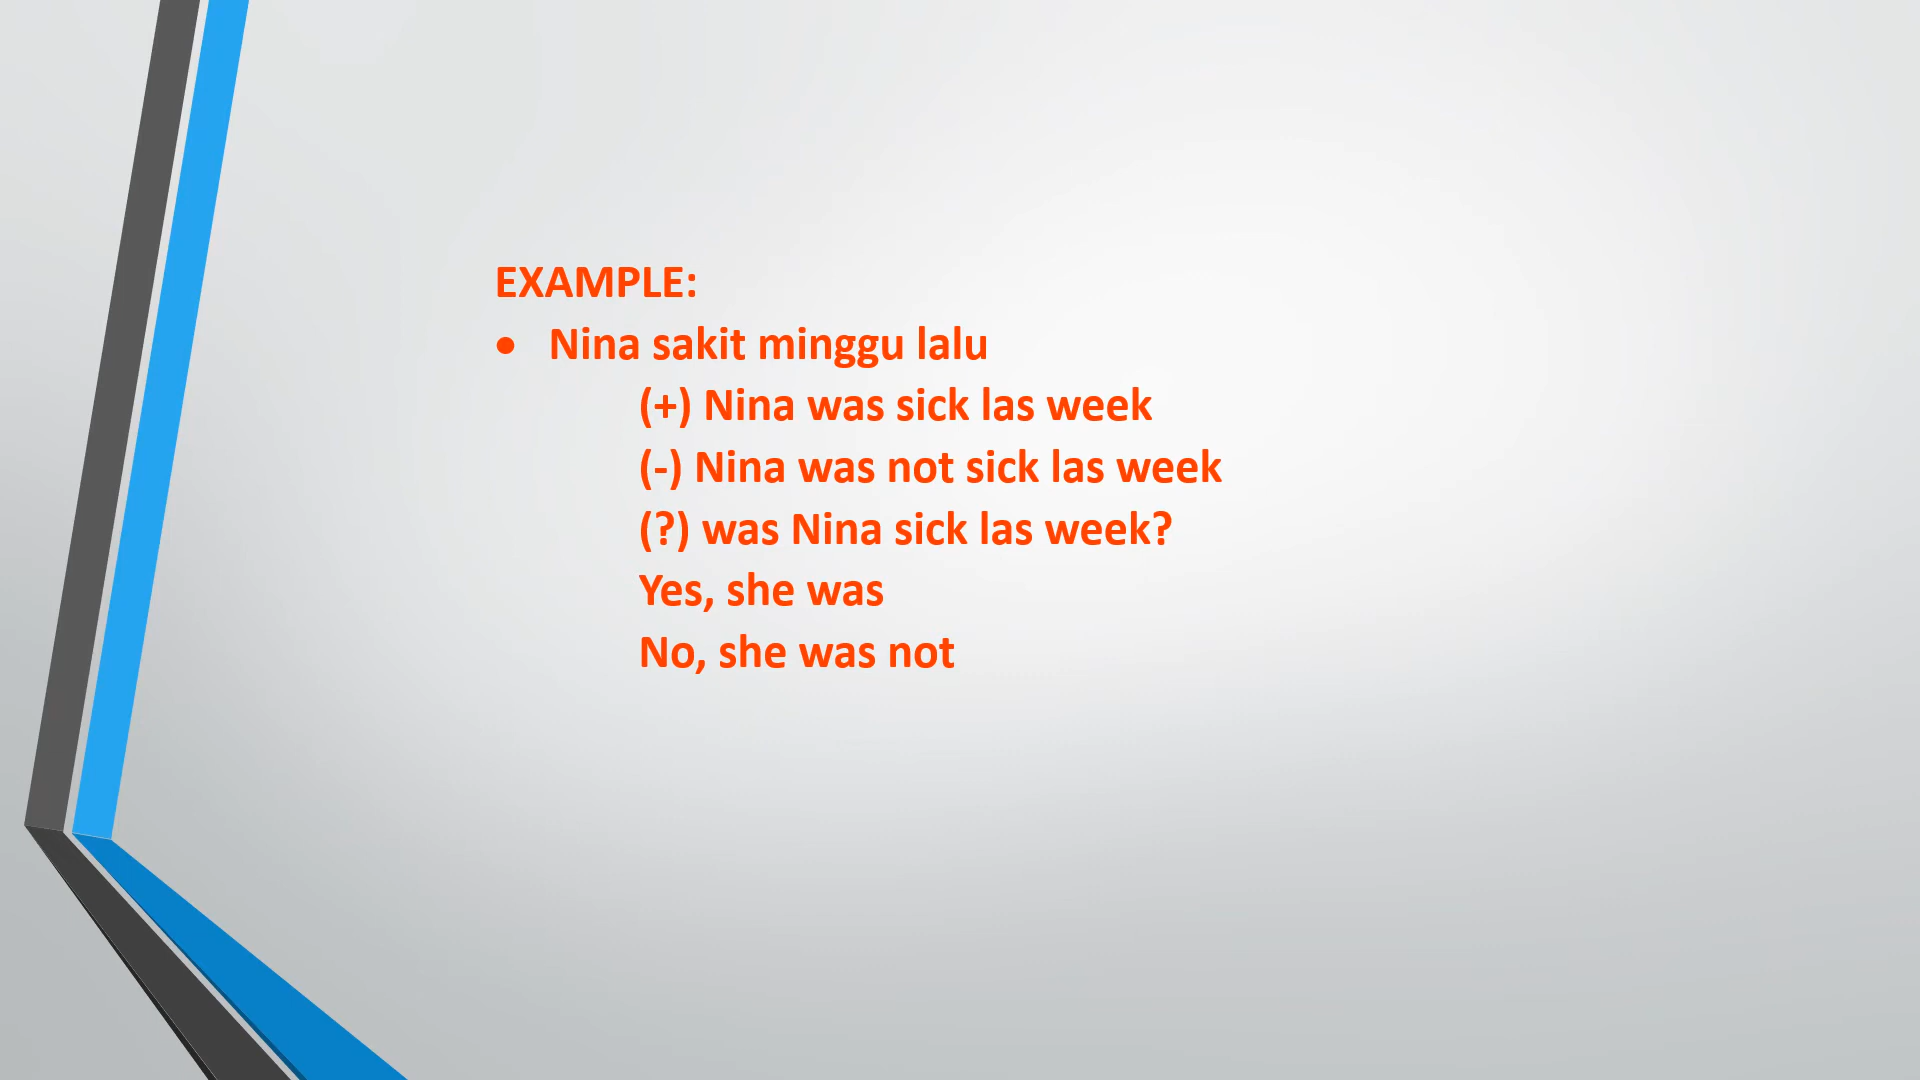 EXAMPLE:
• Nina sakit minggu lalu
(+) Nina was sick las week
(-) Nina was not sick las week
(?) was Nina sick las week?
Yes, she was
No, she was not